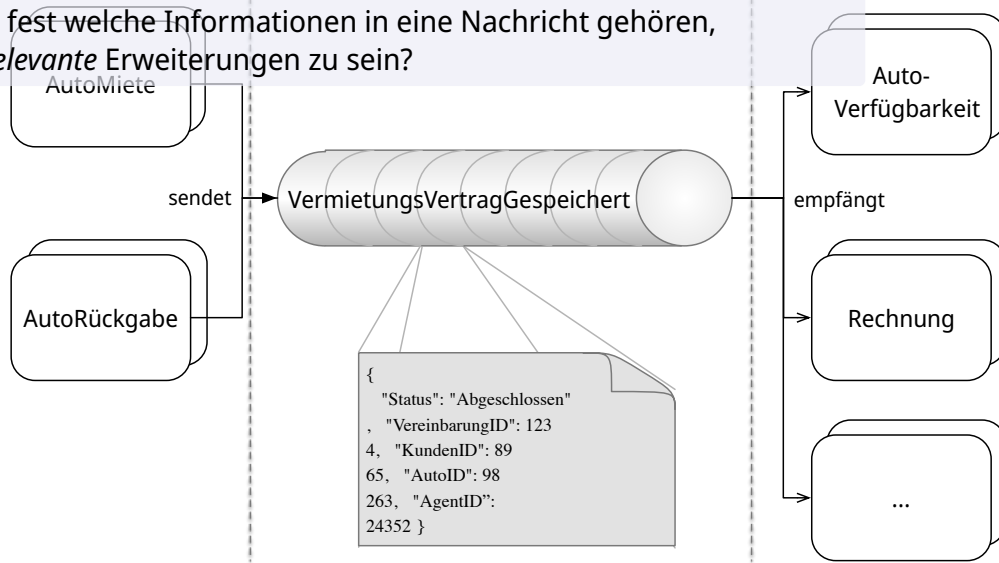 fest welche Informationen in eine Nachricht gehören,
elevante Erweiterungen zu sein?
AutoMiete
Auto-
Verfügbarkeit
sendet
VermietungsVertragGespeichert
empfängt
AutoRückgabe
Rechnung
{
"Status": "Abgeschlossen"
, "VereinbarungID": 123
4, "KundenID": 89
65, "AutoID": 98
263, "AgentID”:
24352 }
...